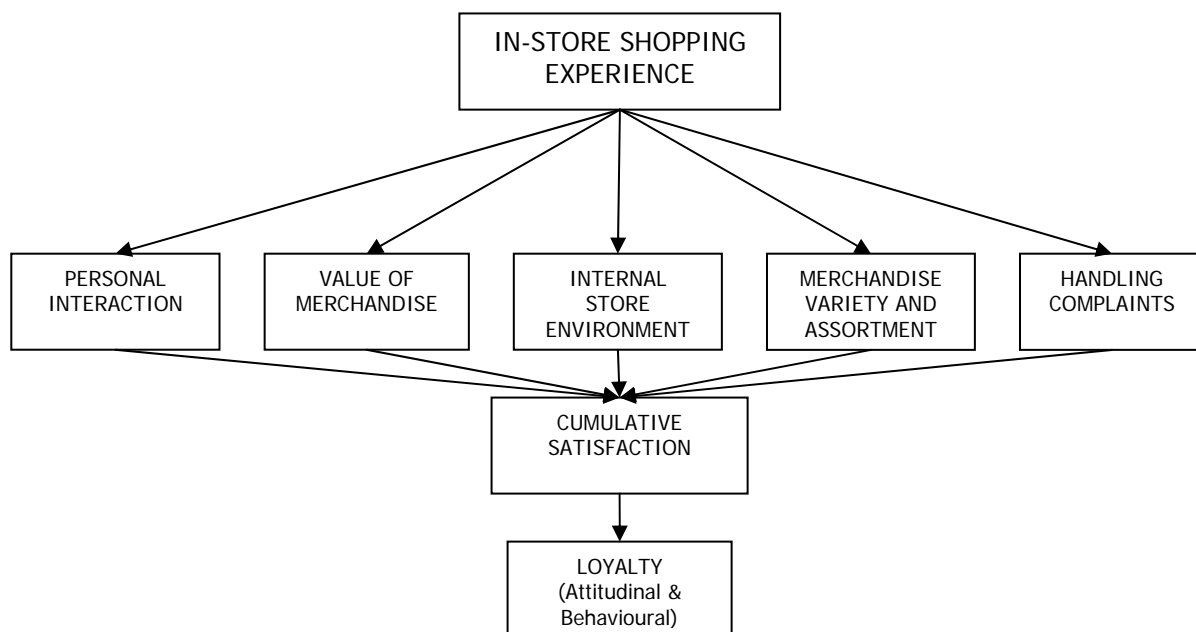 IN-STORE SHOPPING
EXPERIENCE
PERSONAL
INTERACTION
VALUE OF
MERCHANDISE
INTERNAL
STORE
ENVIRONMENT
MERCHANDISE
VARIETY AND
ASSORTMENT
HANDLING
COMPLAINTS
CUMULATIVE
SATISFACTION
LOYALTY
(Attitudinal &
Behavioural)